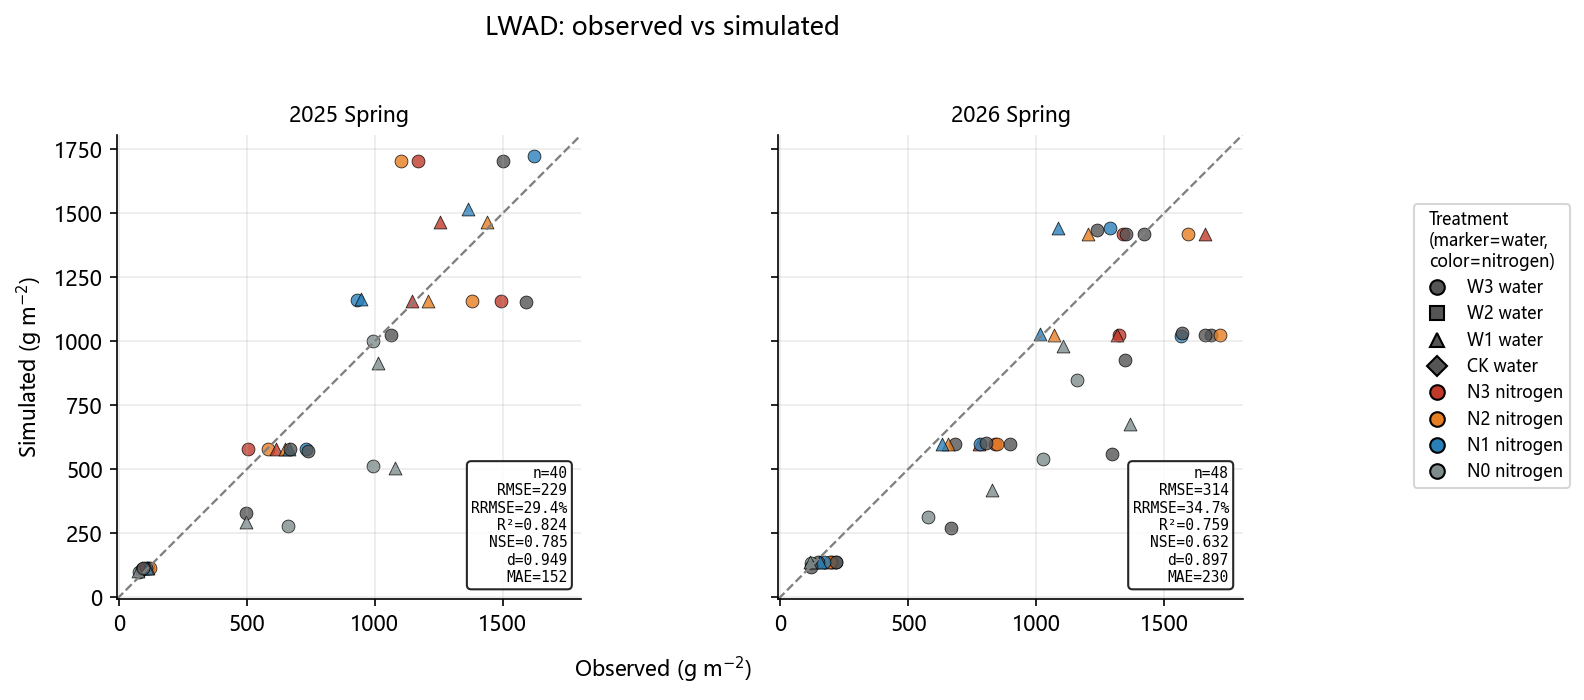 LWAD: observed vs simulated
2025 Spring
2026 Spring
Simulated (g m⁻²)
1750
1500
1250
1000
750
500
250
0
n=40
RMSE=229
RRMSE=29.4%
R²=0.824
NSE=0.785
d=0.949
MAE=152
n=48
RMSE=314
RRMSE=34.7%
R²=0.759
NSE=0.632
d=0.897
MAE=230
0 500 1000 1500
0 500 1000 1500
Observed (g m⁻²)
Treatment
(marker=water,
color=nitrogen)
W3 water
W2 water
W1 water
CK water
N3 nitrogen
N2 nitrogen
N1 nitrogen
N0 nitrogen